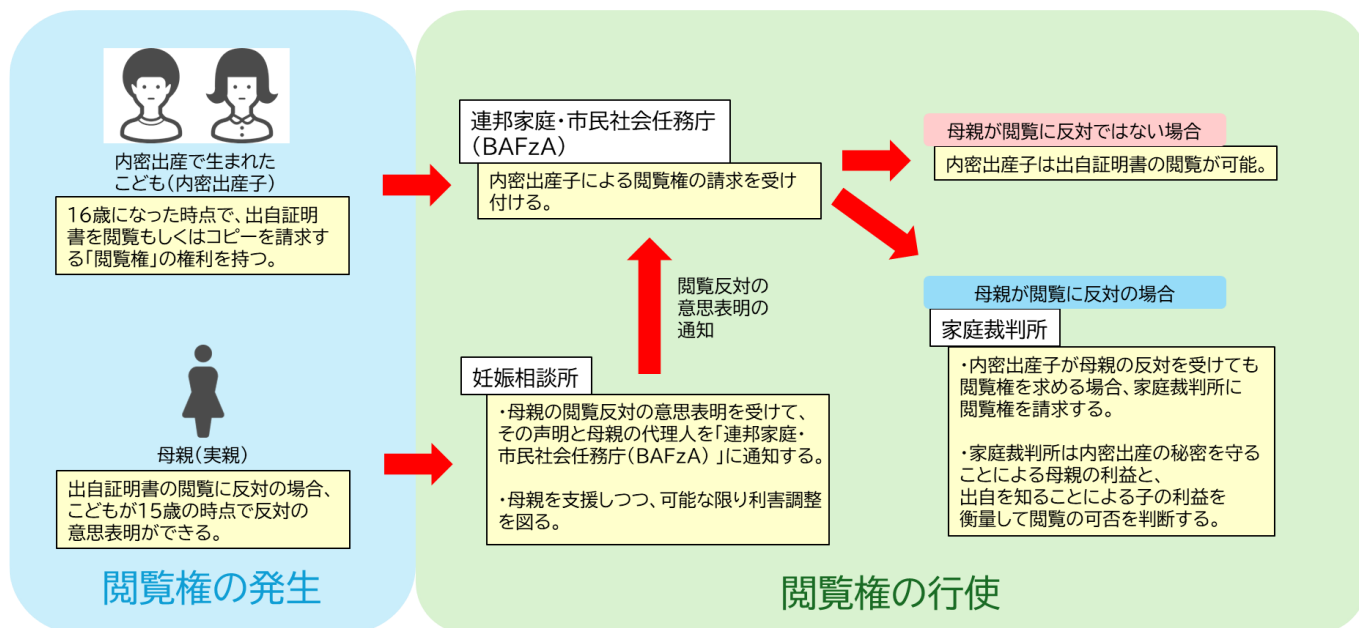 内密出産で生まれた
こども(内密出産子)
16歳になった時点で、出自証明
書を閲覧もしくはコピーを請求す
る「閲覧権」の権利を持つ。
母親(実親)
出自証明書の閲覧に反対の場合、
こどもが15歳の時点で反対の
意思表明ができる。
閲覧権の発生
連邦家庭・市民社会任務庁
(BAFzA)
内密出産子による閲覧権の請求を受け
付ける。
閲覧反対の
意思表明の
通知
妊娠相談所
・母親の閲覧反対の意思表明を受けて、
その声明と母親の代理人を「連邦家庭・
市民社会任務庁(BAFzA) 」に通知する。
・母親を支援しつつ、可能な限り利害調整
を図る。
母親が閲覧に反対ではない場合
内密出産子は出自証明書の閲覧が可能。
母親が閲覧に反対の場合
家庭裁判所
・内密出産子が母親の反対を受けても
閲覧権を求める場合、家庭裁判所に
閲覧権を請求する。
・家庭裁判所は内密出産の秘密を守る
ことによる母親の利益と、
出自を知ることによる子の利益を
衡量して閲覧の可否を判断する。
閲覧権の行使